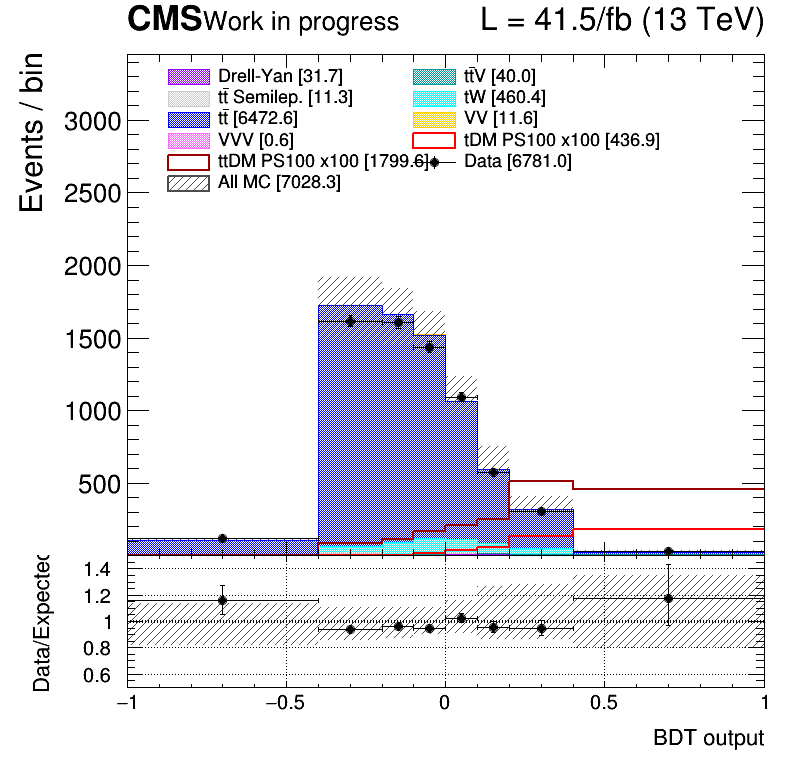 CMS Work in progress L = 41.5/fb (13 TeV)
Events / bin
Drell-Yan [31.7] tt̄V [40.0]
tt̄ Semilep. [11.3] tW [460.4]
tt̄ [6472.6] VV [11.6]
VVV [0.6] tDM PS100 x100 [436.9]
ttDM PS100 x100 [1799.6] Data [6781.0]
All MC [7028.3]
3000
2500
2000
1500
1000
500
Data/Expected
1.4
1.2
1
0.8
0.6
−1 −0.5 0 0.5 1
BDT output